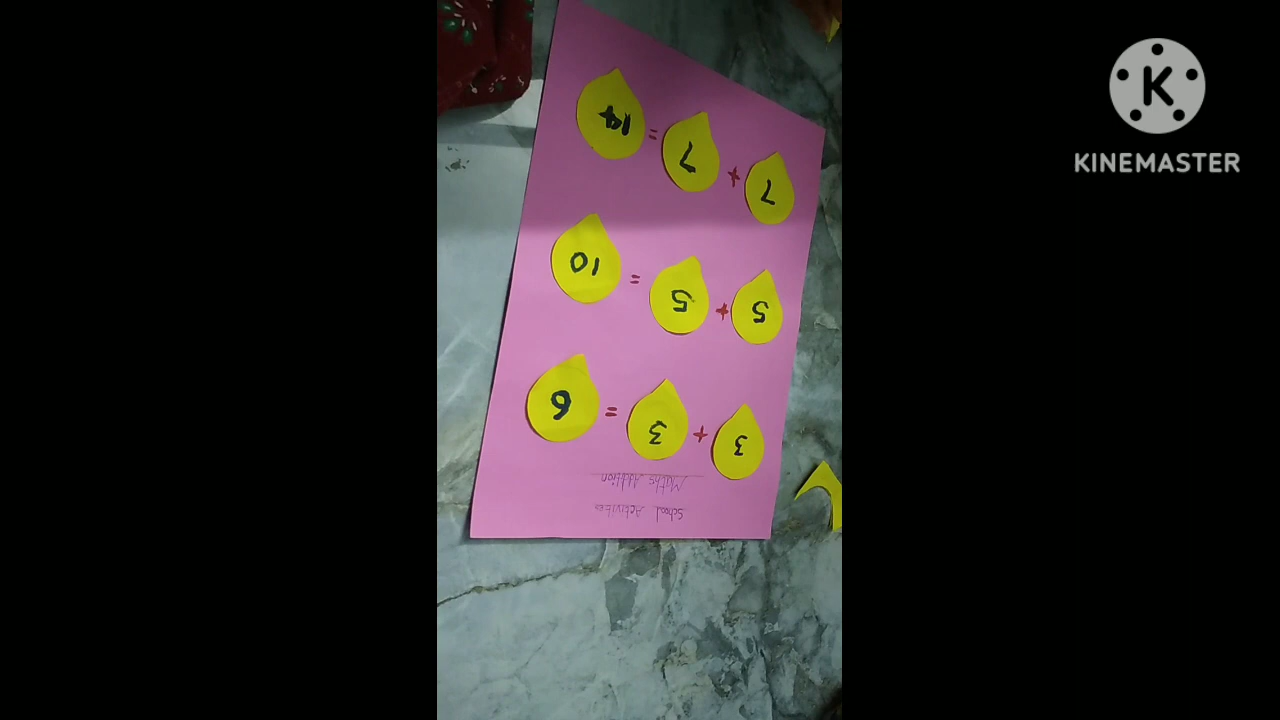 School Activities
Maths Addition
3 + 3 = 6
5 + 5 = 10
7 + 7 = 14
KINEMASTER